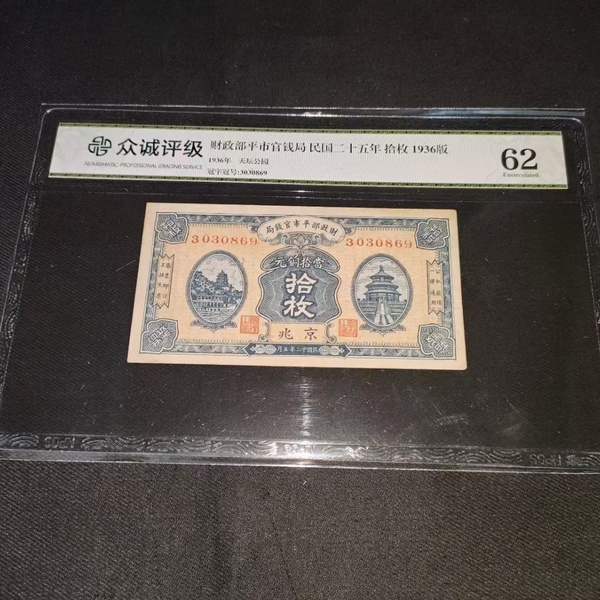 众诚评级
NUMISMATIC-PROFESSIONAL GRADING SERVICE
财政部平市官钱局 民国二十五年 拾枚 1936版
1936年 天坛公园
冠字冠号:3030869
62
Uncirculated
局錢官市平部政財
3030869 3030869
元銅拾當
拾枚
兆京